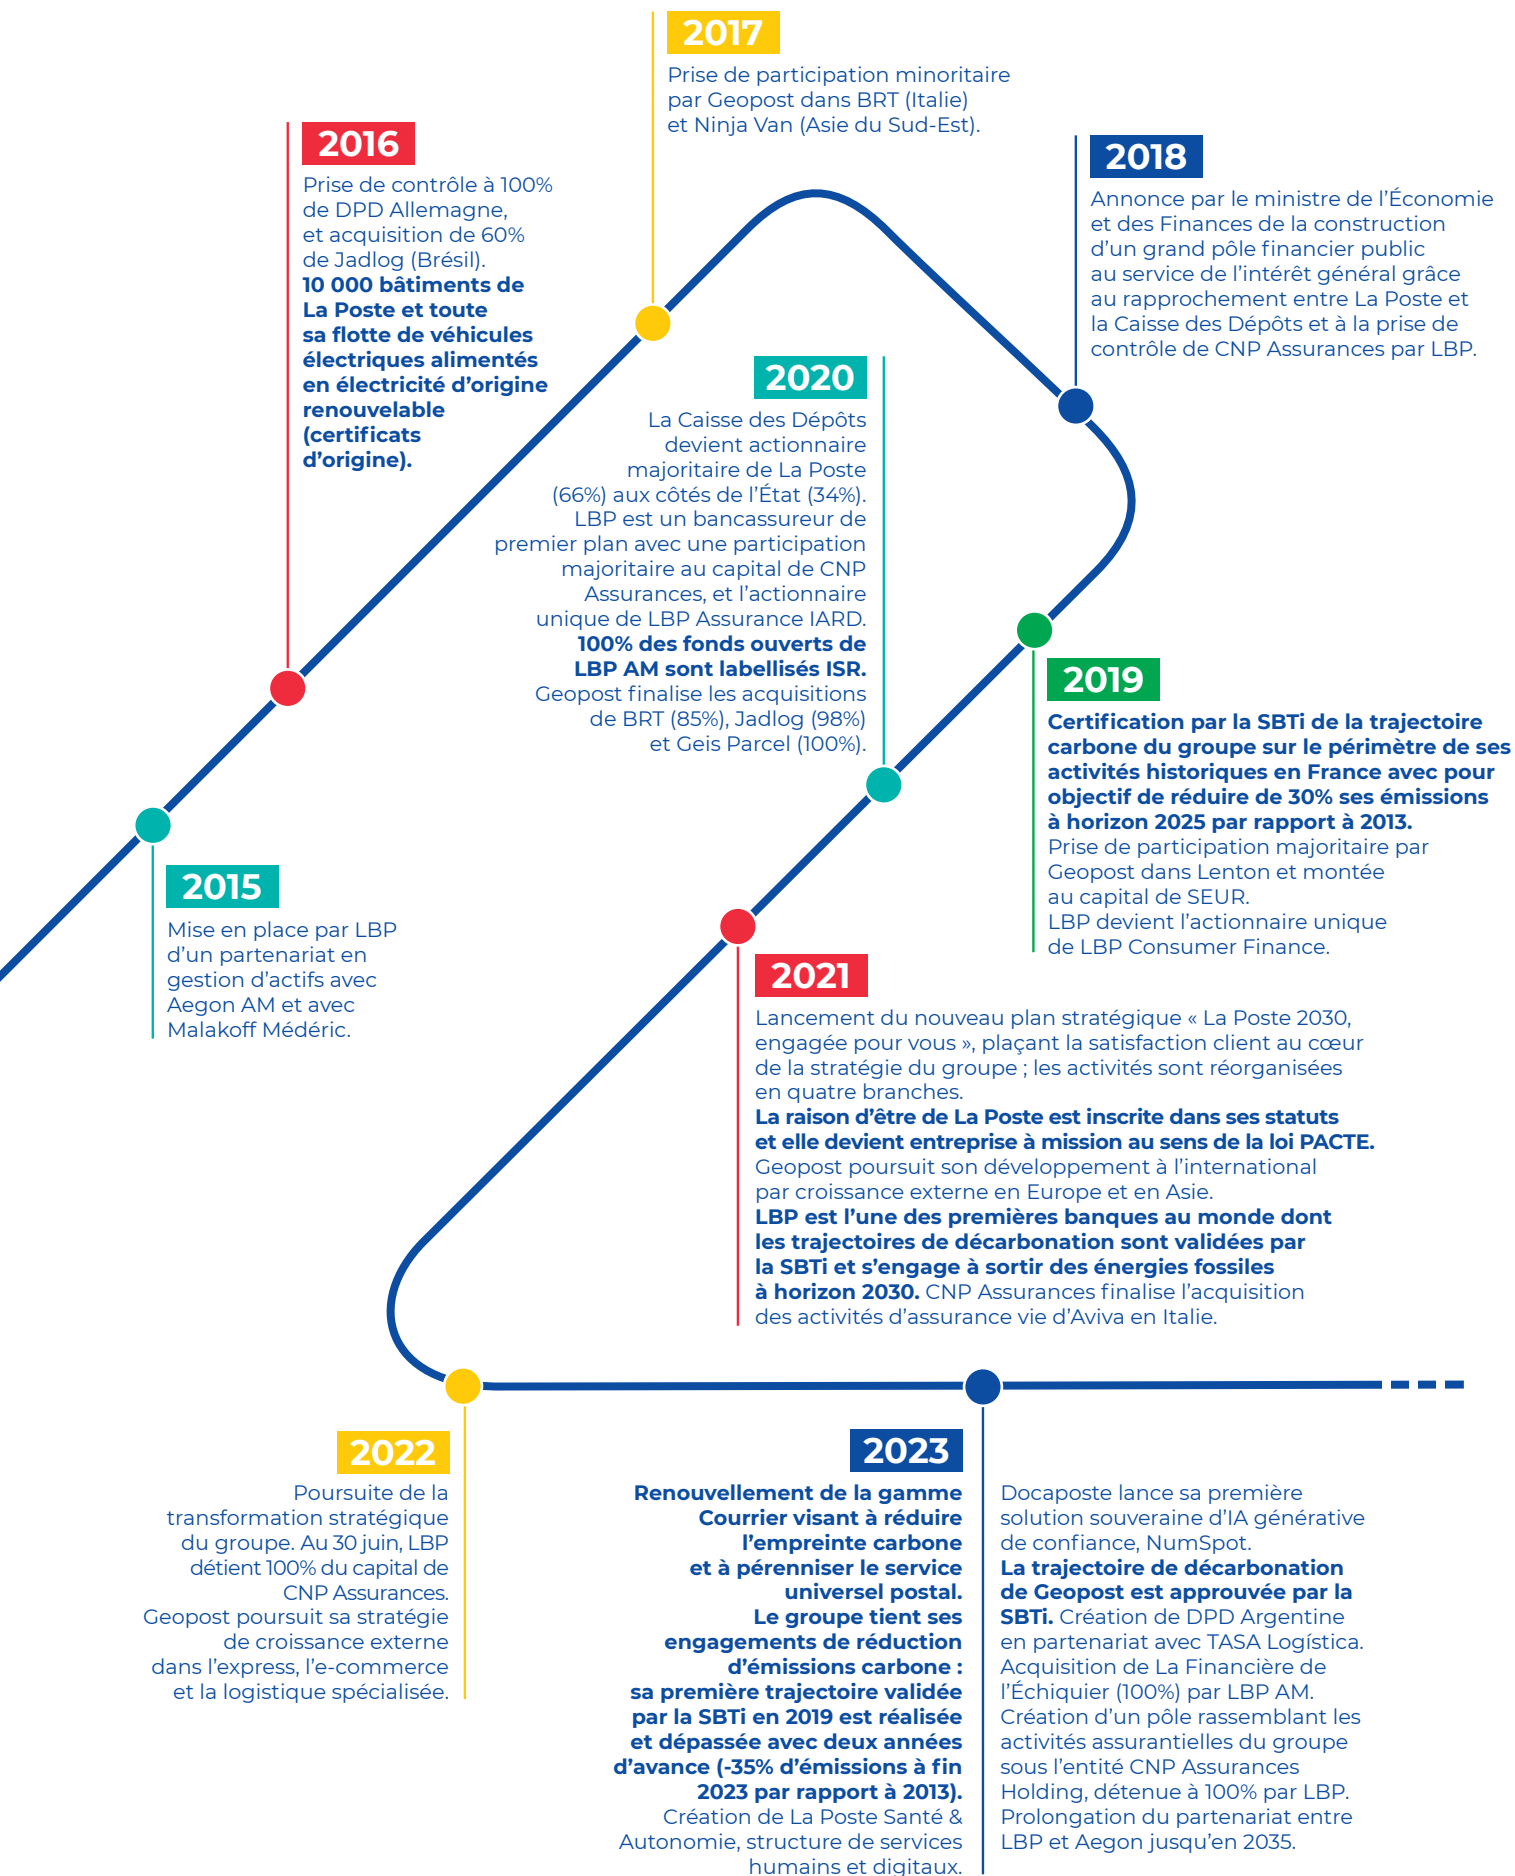 2015
Mise en place par LBP
d’un partenariat en
gestion d’actifs avec
Aegon AM et avec
Malakoff Médéric.
2016
Prise de contrôle à 100%
de DPD Allemagne,
et acquisition de 60%
de Jadlog (Brésil).
10 000 bâtiments de
La Poste et toute
sa flotte de véhicules
électriques alimentés
en électricité d’origine
renouvelable
(certificats
d’origine).
2017
Prise de participation minoritaire
par Geopost dans BRT (Italie)
et Ninja Van (Asie du Sud-Est).
2018
Annonce par le ministre de l’Économie
et des Finances de la construction
d’un grand pôle financier public
au service de l’intérêt général grâce
au rapprochement entre La Poste et
la Caisse des Dépôts et à la prise de
contrôle de CNP Assurances par LBP.
2019
Certification par la SBTi de la trajectoire
carbone du groupe sur le périmètre de ses
activités historiques en France avec pour
objectif de réduire de 30% ses émissions
à horizon 2025 par rapport à 2013.
Prise de participation majoritaire par
Geopost dans Lenton et montée
au capital de SEUR.
LBP devient l’actionnaire unique
de LBP Consumer Finance.
2020
La Caisse des Dépôts
devient actionnaire
majoritaire de La Poste
(66%) aux côtés de l’État (34%).
LBP est un bancassureur de
premier plan avec une participation
majoritaire au capital de CNP
Assurances, et l’actionnaire
unique de LBP Assurance IARD.
100% des fonds ouverts de
LBP AM sont labellisés ISR.
Geopost finalise les acquisitions
de BRT (85%), Jadlog (98%)
et Geis Parcel (100%).
2021
Lancement du nouveau plan stratégique « La Poste 2030,
engagée pour vous », plaçant la satisfaction client au cœur
de la stratégie du groupe ; les activités sont réorganisées
en quatre branches.
La raison d’être de La Poste est inscrite dans ses statuts
et elle devient entreprise à mission au sens de la loi PACTE.
Geopost poursuit son développement à l’international
par croissance externe en Europe et en Asie.
LBP est l’une des premières banques au monde dont
les trajectoires de décarbonation sont validées par
la SBTi et s’engage à sortir des énergies fossiles
à horizon 2030. CNP Assurances finalise l’acquisition
des activités d’assurance vie d’Aviva en Italie.
2022
Poursuite de la
transformation stratégique
du groupe. Au 30 juin, LBP
détient 100% du capital de
CNP Assurances.
Geopost poursuit sa stratégie
de croissance externe
dans l’express, l’e-commerce
et la logistique spécialisée.
2023
Renouvellement de la gamme
Courrier visant à réduire
l’empreinte carbone
et à pérenniser le service
universel postal.
Le groupe tient ses
engagements de réduction
d’émissions carbone :
sa première trajectoire validée
par la SBTi en 2019 est réalisée
et dépassée avec deux années
d’avance (-35% d’émissions à fin
2023 par rapport à 2013).
Création de La Poste Santé &
Autonomie, structure de services
humains et digitaux.
Docaposte lance sa première
solution souveraine d’IA générative
de confiance, NumSpot.
La trajectoire de décarbonation
de Geopost est approuvée par la
SBTi. Création de DPD Argentine
en partenariat avec TASA Logística.
Acquisition de La Financière de
l’Échiquier (100%) par LBP AM.
Création d’un pôle rassemblant les
activités assurantielles du groupe
sous l’entité CNP Assurances
Holding, détenue à 100% par LBP.
Prolongation du partenariat entre
LBP et Aegon jusqu’en 2035.